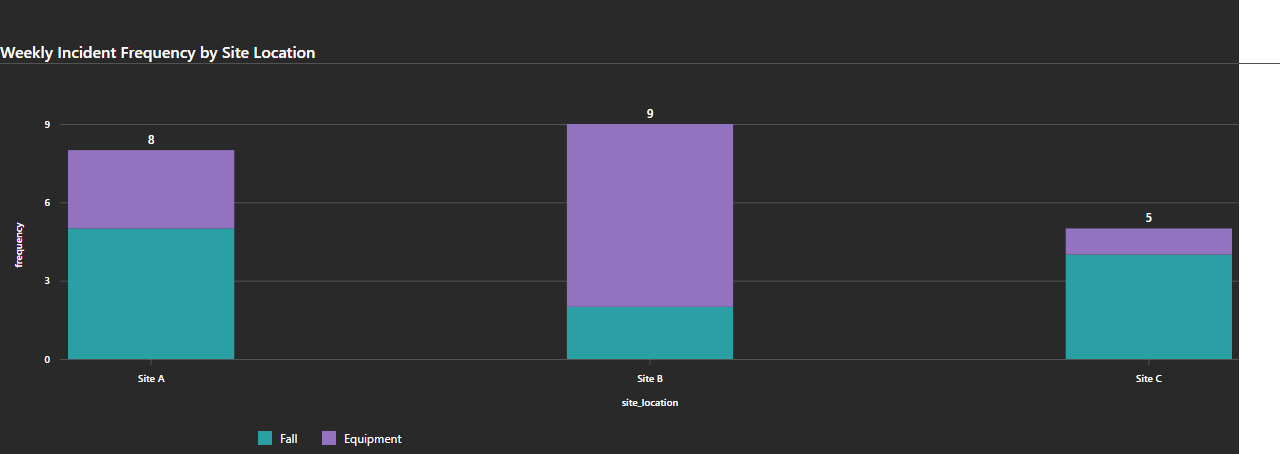 Weekly Incident Frequency by Site Location
9
8
9
6
5
frequency
3
0
Site A
Site B
Site C
site_location
Fall
Equipment